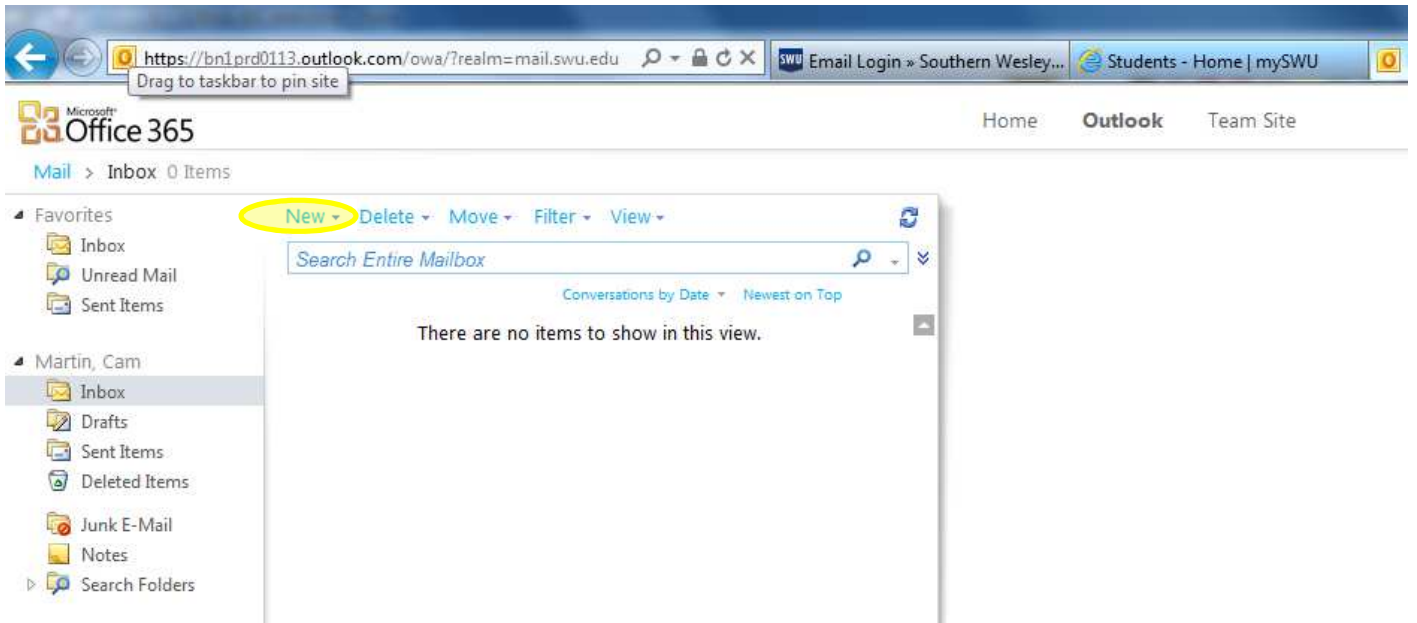 https://bn1prd0113.outlook.com/owa/?realm=mail.swu.edu
SWU Email Login » Southern Wesley...
Students - Home | mySWU
Drag to taskbar to pin site
Microsoft
Office 365
Home Outlook Team Site
Mail > Inbox 0 Items
Favorites
Inbox
Unread Mail
Sent Items
Martin, Cam
Inbox
Drafts
Sent Items
Deleted Items
Junk E-Mail
Notes
Search Folders
New Delete Move Filter View
Search Entire Mailbox
Conversations by Date Newest on Top
There are no items to show in this view.